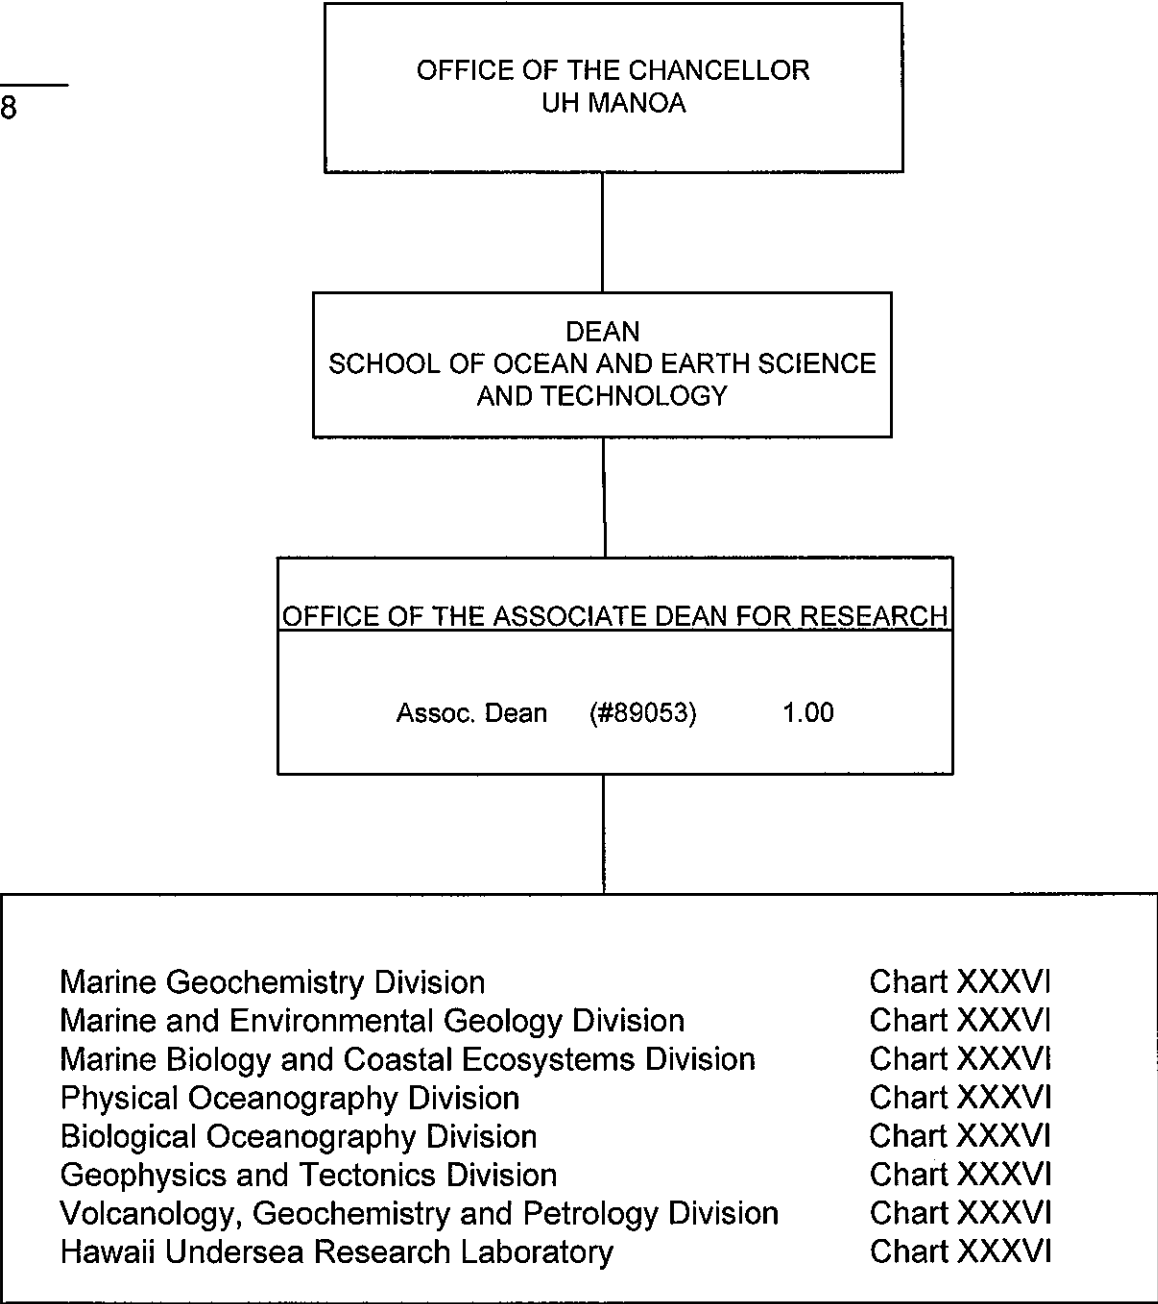 OFFICE OF THE CHANCELLOR
UH MANOA
8
DEAN
SCHOOL OF OCEAN AND EARTH SCIENCE
AND TECHNOLOGY
OFFICE OF THE ASSOCIATE DEAN FOR RESEARCH
Assoc. Dean (#89053) 1.00
Marine Geochemistry Division Chart XXXVI
Marine and Environmental Geology Division Chart XXXVI
Marine Biology and Coastal Ecosystems Division Chart XXXVI
Physical Oceanography Division Chart XXXVI
Biological Oceanography Division Chart XXXVI
Geophysics and Tectonics Division Chart XXXVI
Volcanology, Geochemistry and Petrology Division Chart XXXVI
Hawaii Undersea Research Laboratory Chart XXXVI